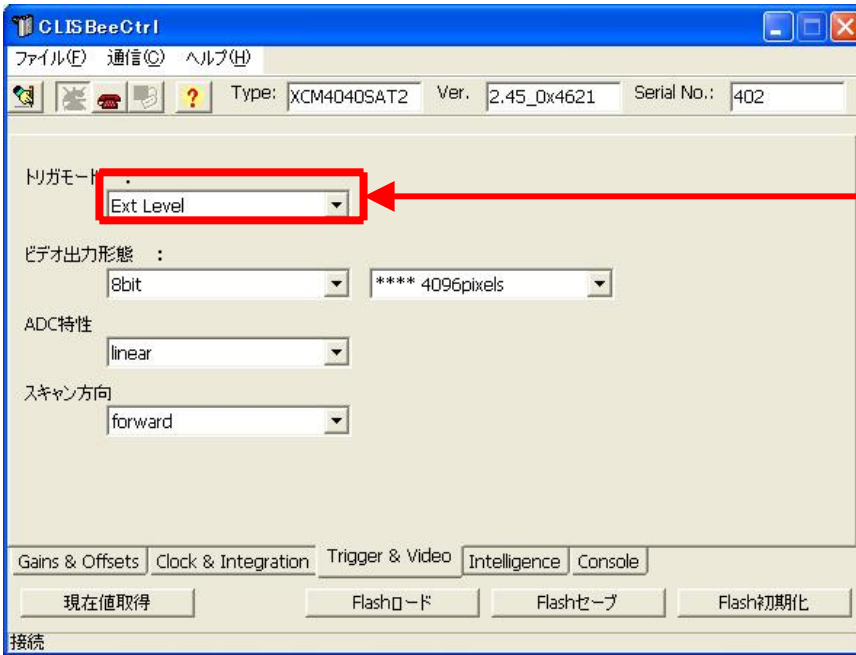 CLISBeeCtrl
ファイル(F) 通信(C) ヘルプ(H)
Type: XCM4040SAT2 Ver. 2.45_0x4621 Serial No.: 402
トリガモード :
Ext Level
ビデオ出力形態 :
8bit **** 4096pixels
ADC特性
linear
スキャン方向
forward
Gains & Offsets Clock & Integration Trigger & Video Intelligence Console
現在値取得 Flashロード Flashセーブ Flash初期化
接続